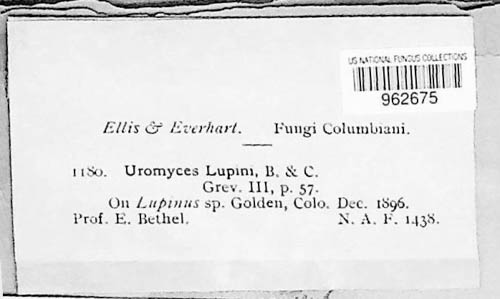 US NATIONAL FUNGUS COLLECTIONS
962675
Ellis & Everhart. Fungi Columbiani.
1180. Uromyces Lupini, B. & C.
Grev. III, p. 57.
On Lupinus sp. Golden, Colo. Dec. 1896.
Prof. E. Bethel. N. A. F. 1438.